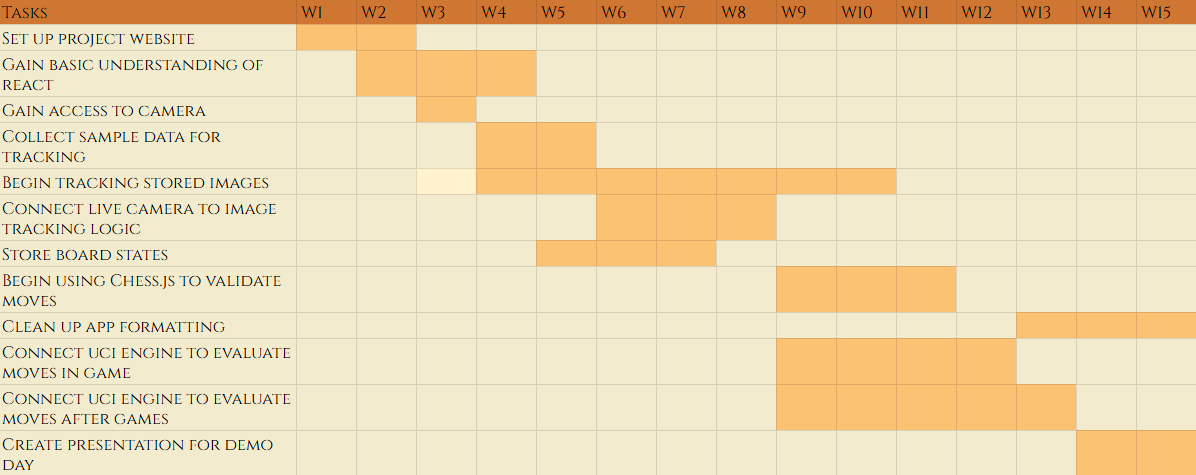 Tasks W1 W2 W3 W4 W5 W6 W7 W8 W9 W10 W11 W12 W13 W14 W15
Set up project website
Gain basic understanding of
React
Gain access to camera
Collect sample data for
tracking
Begin tracking stored images
Connect live camera to image
tracking logic
Store board states
Begin using Chess.js to validate
moves
Clean up app formatting
Connect uci engine to evaluate
moves in game
Connect uci engine to evaluate
moves after games
Create presentation for demo
day